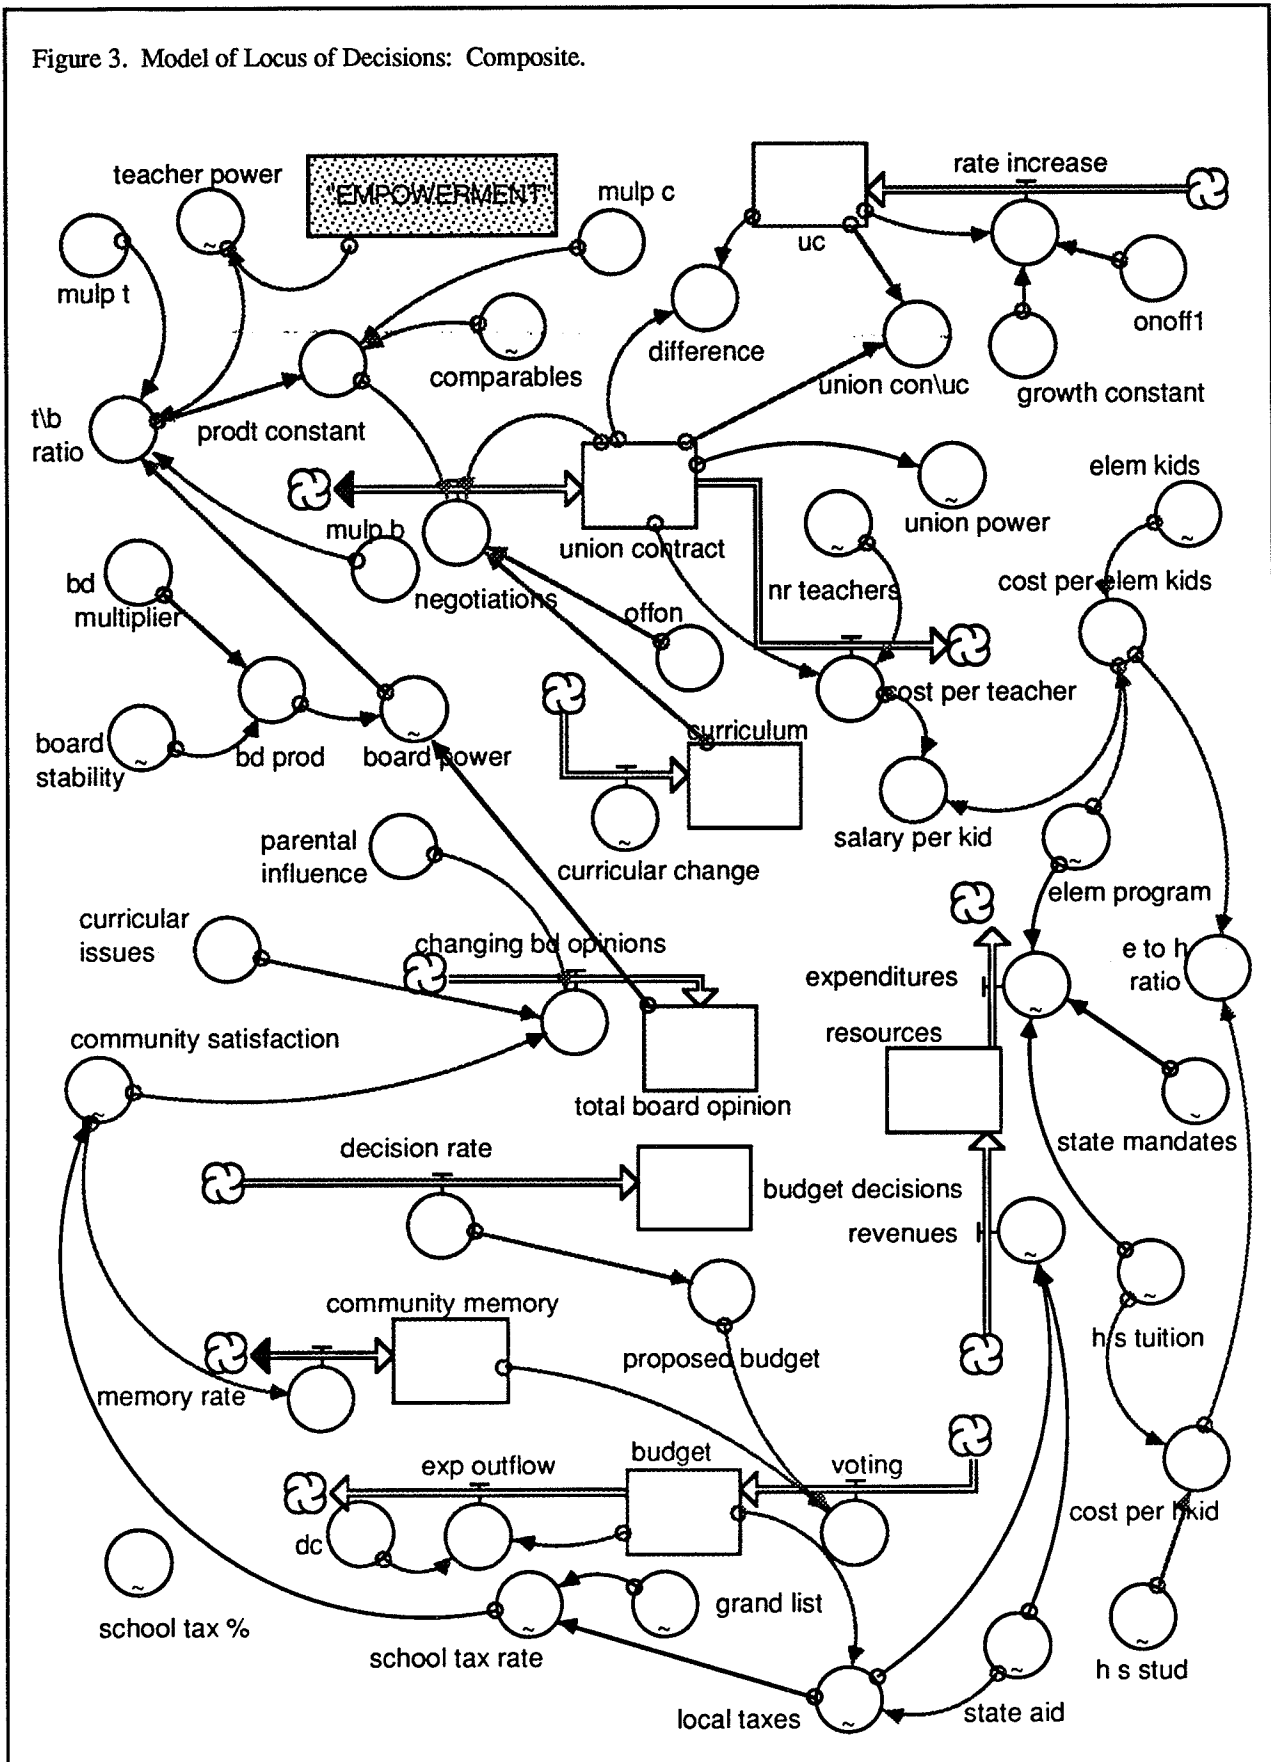 Figure 3.  Model of Locus of Decisions:  Composite.
teacher power
"EMPOWERMENT"
mulp c
rate increase
mulp t
uc
onoff1
difference
comparables
union con\uc
growth constant
t\b
ratio
prodt constant
elem kids
mulp b
union contract
union power
bd
multiplier
negotiations
offon
nr teachers
cost per elem kids
cost per teacher
board
stability
bd prod
board power
curriculum
salary per kid
parental
influence
curricular change
elem program
curricular
issues
changing bd opinions
expenditures
e to h
ratio
resources
community satisfaction
total board opinion
state mandates
decision rate
budget decisions
revenues
community memory
proposed budget
h s tuition
memory rate
exp outflow
budget
voting
cost per h kid
dc
school tax %
grand list
school tax rate
h s stud
local taxes
state aid